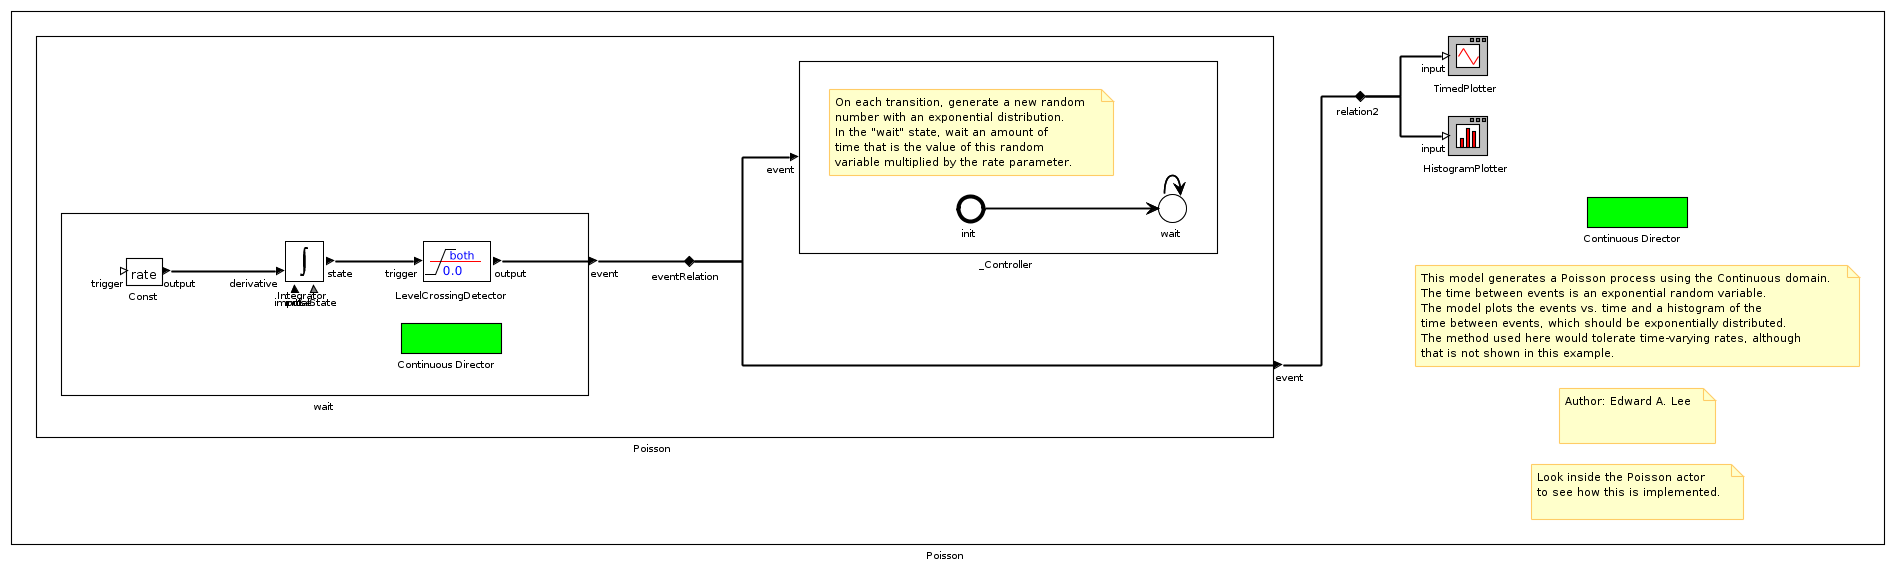 input
TimedPlotter
relation2
input
HistogramPlotter
On each transition, generate a new random
number with an exponential distribution.
In the "wait" state, wait an amount of
time that is the value of this random
variable multiplied by the rate parameter.
event
init
wait
_Controller
Continuous Director
both
0.0
rate
trigger
output
Const
derivative
Integrator
state
trigger
output
LevelCrossingDetector
event
eventRelation
Continuous Director
wait
event
Poisson
This model generates a Poisson process using the Continuous domain.
The time between events is an exponential random variable.
The model plots the events vs. time and a histogram of the
time between events, which should be exponentially distributed.
The method used here would tolerate time-varying rates, although
that is not shown in this example.
Author: Edward A. Lee
Look inside the Poisson actor
to see how this is implemented.
Poisson